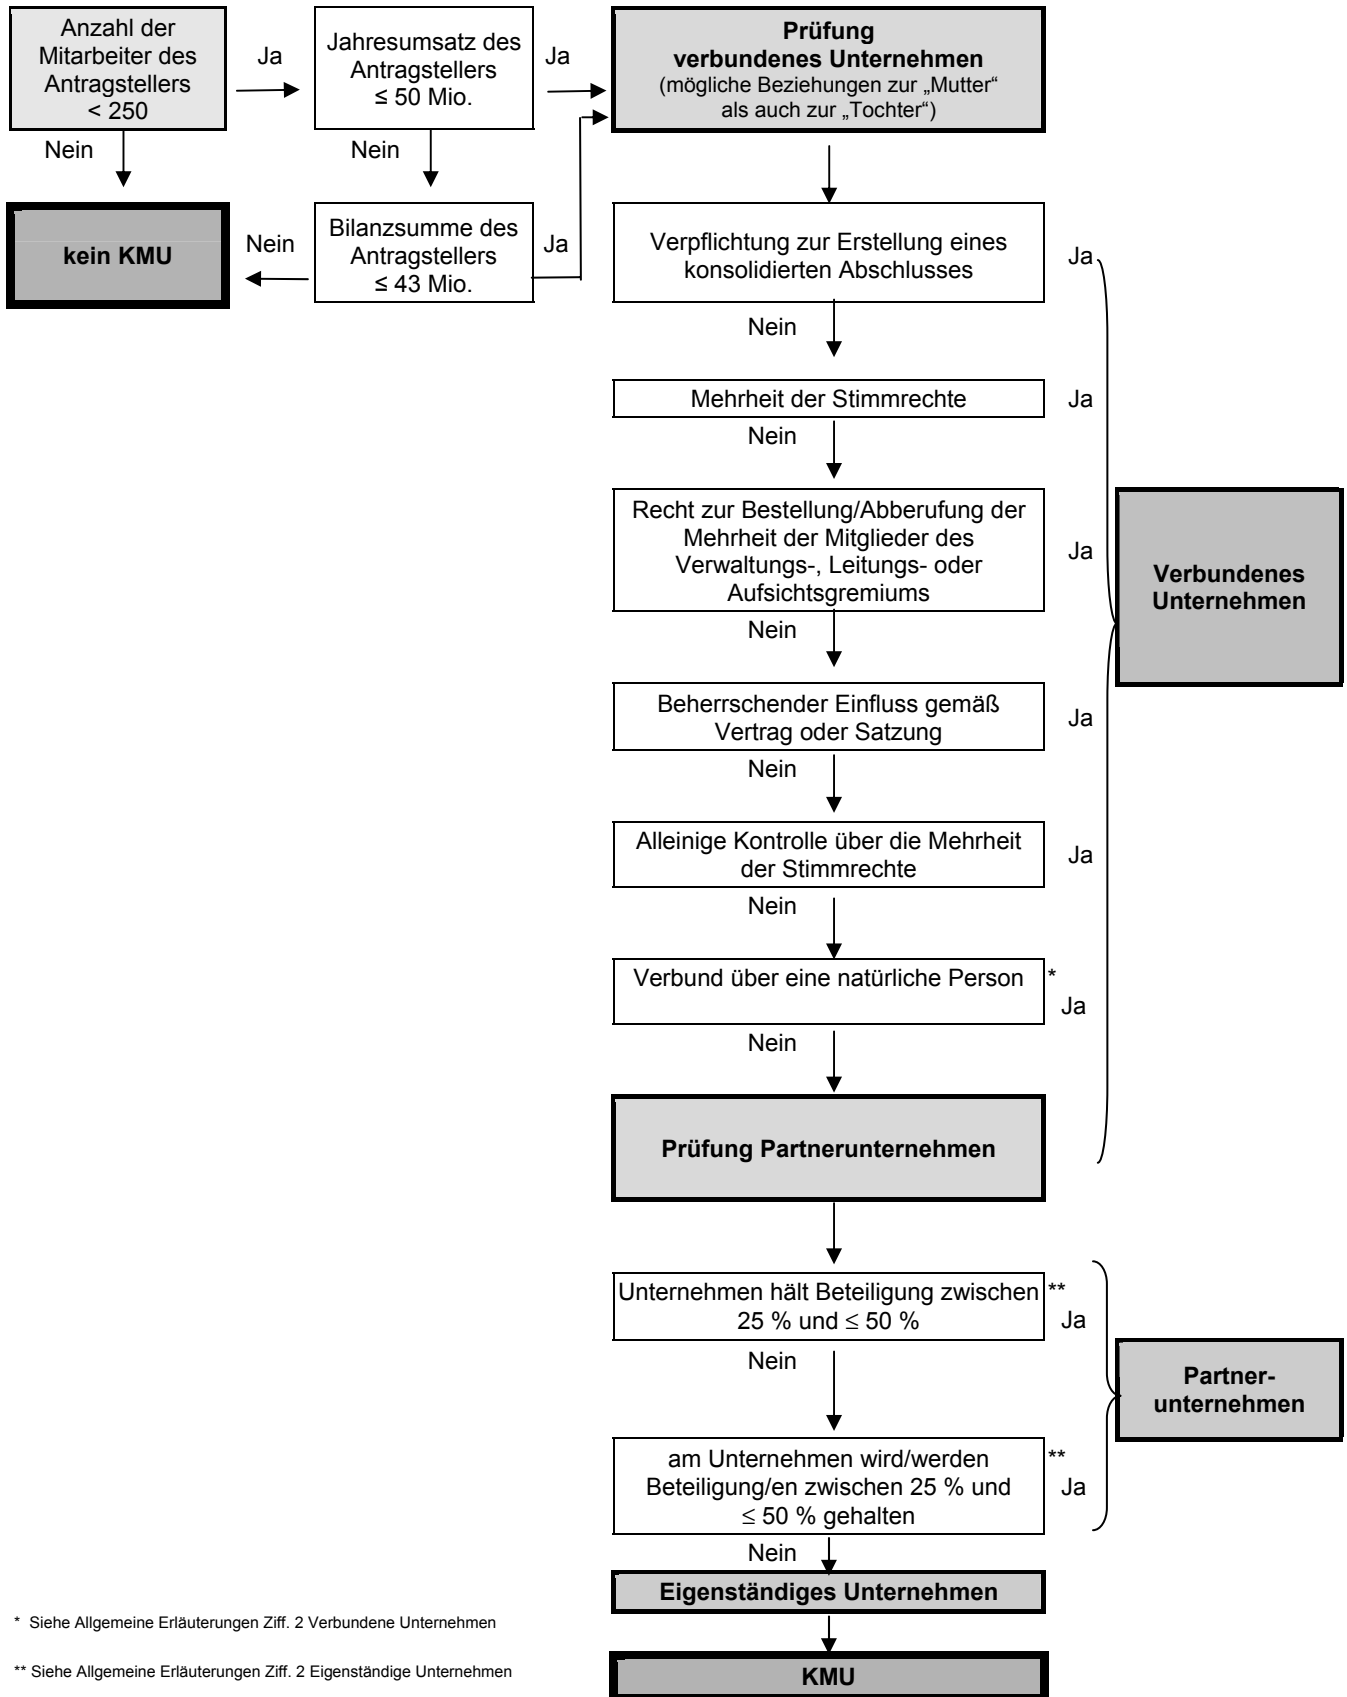 Anzahl der
Mitarbeiter des
Antragstellers
< 250
Ja
Jahresumsatz des
Antragstellers
≤ 50 Mio.
Ja
Prüfung
verbundenes Unternehmen
(mögliche Beziehungen zur „Mutter“
als auch zur „Tochter“)
Nein
Nein
kein KMU
Nein
Bilanzsumme des
Antragstellers
≤ 43 Mio.
Ja
Verpflichtung zur Erstellung eines
konsolidierten Abschlusses
Ja
Nein
Mehrheit der Stimmrechte
Ja
Nein
Recht zur Bestellung/Abberufung der
Mehrheit der Mitglieder des
Verwaltungs-, Leitungs- oder
Aufsichtsgremiums
Ja
Verbundenes
Unternehmen
Nein
Beherrschender Einfluss gemäß
Vertrag oder Satzung
Ja
Nein
Alleinige Kontrolle über die Mehrheit
der Stimmrechte
Ja
Nein
Verbund über eine natürliche Person
*
Ja
Nein
Prüfung Partnerunternehmen
Unternehmen hält Beteiligung zwischen
25 % und ≤ 50 %
**
Ja
Nein
Partner-
unternehmen
am Unternehmen wird/werden
Beteiligung/en zwischen 25 % und
≤ 50 % gehalten
**
Ja
Nein
Eigenständiges Unternehmen
* Siehe Allgemeine Erläuterungen Ziff. 2 Verbundene Unternehmen
** Siehe Allgemeine Erläuterungen Ziff. 2 Eigenständige Unternehmen
KMU